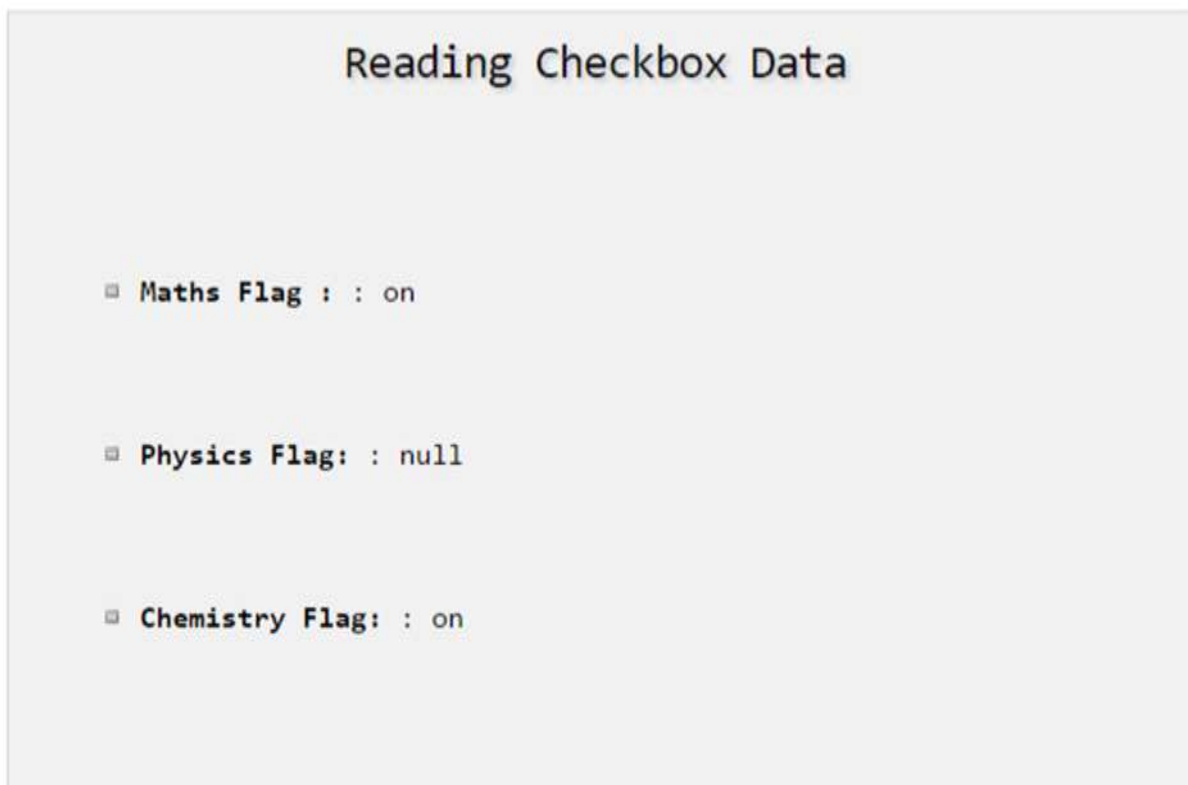 Reading Checkbox Data
Maths Flag : : on
Physics Flag: : null
Chemistry Flag: : on